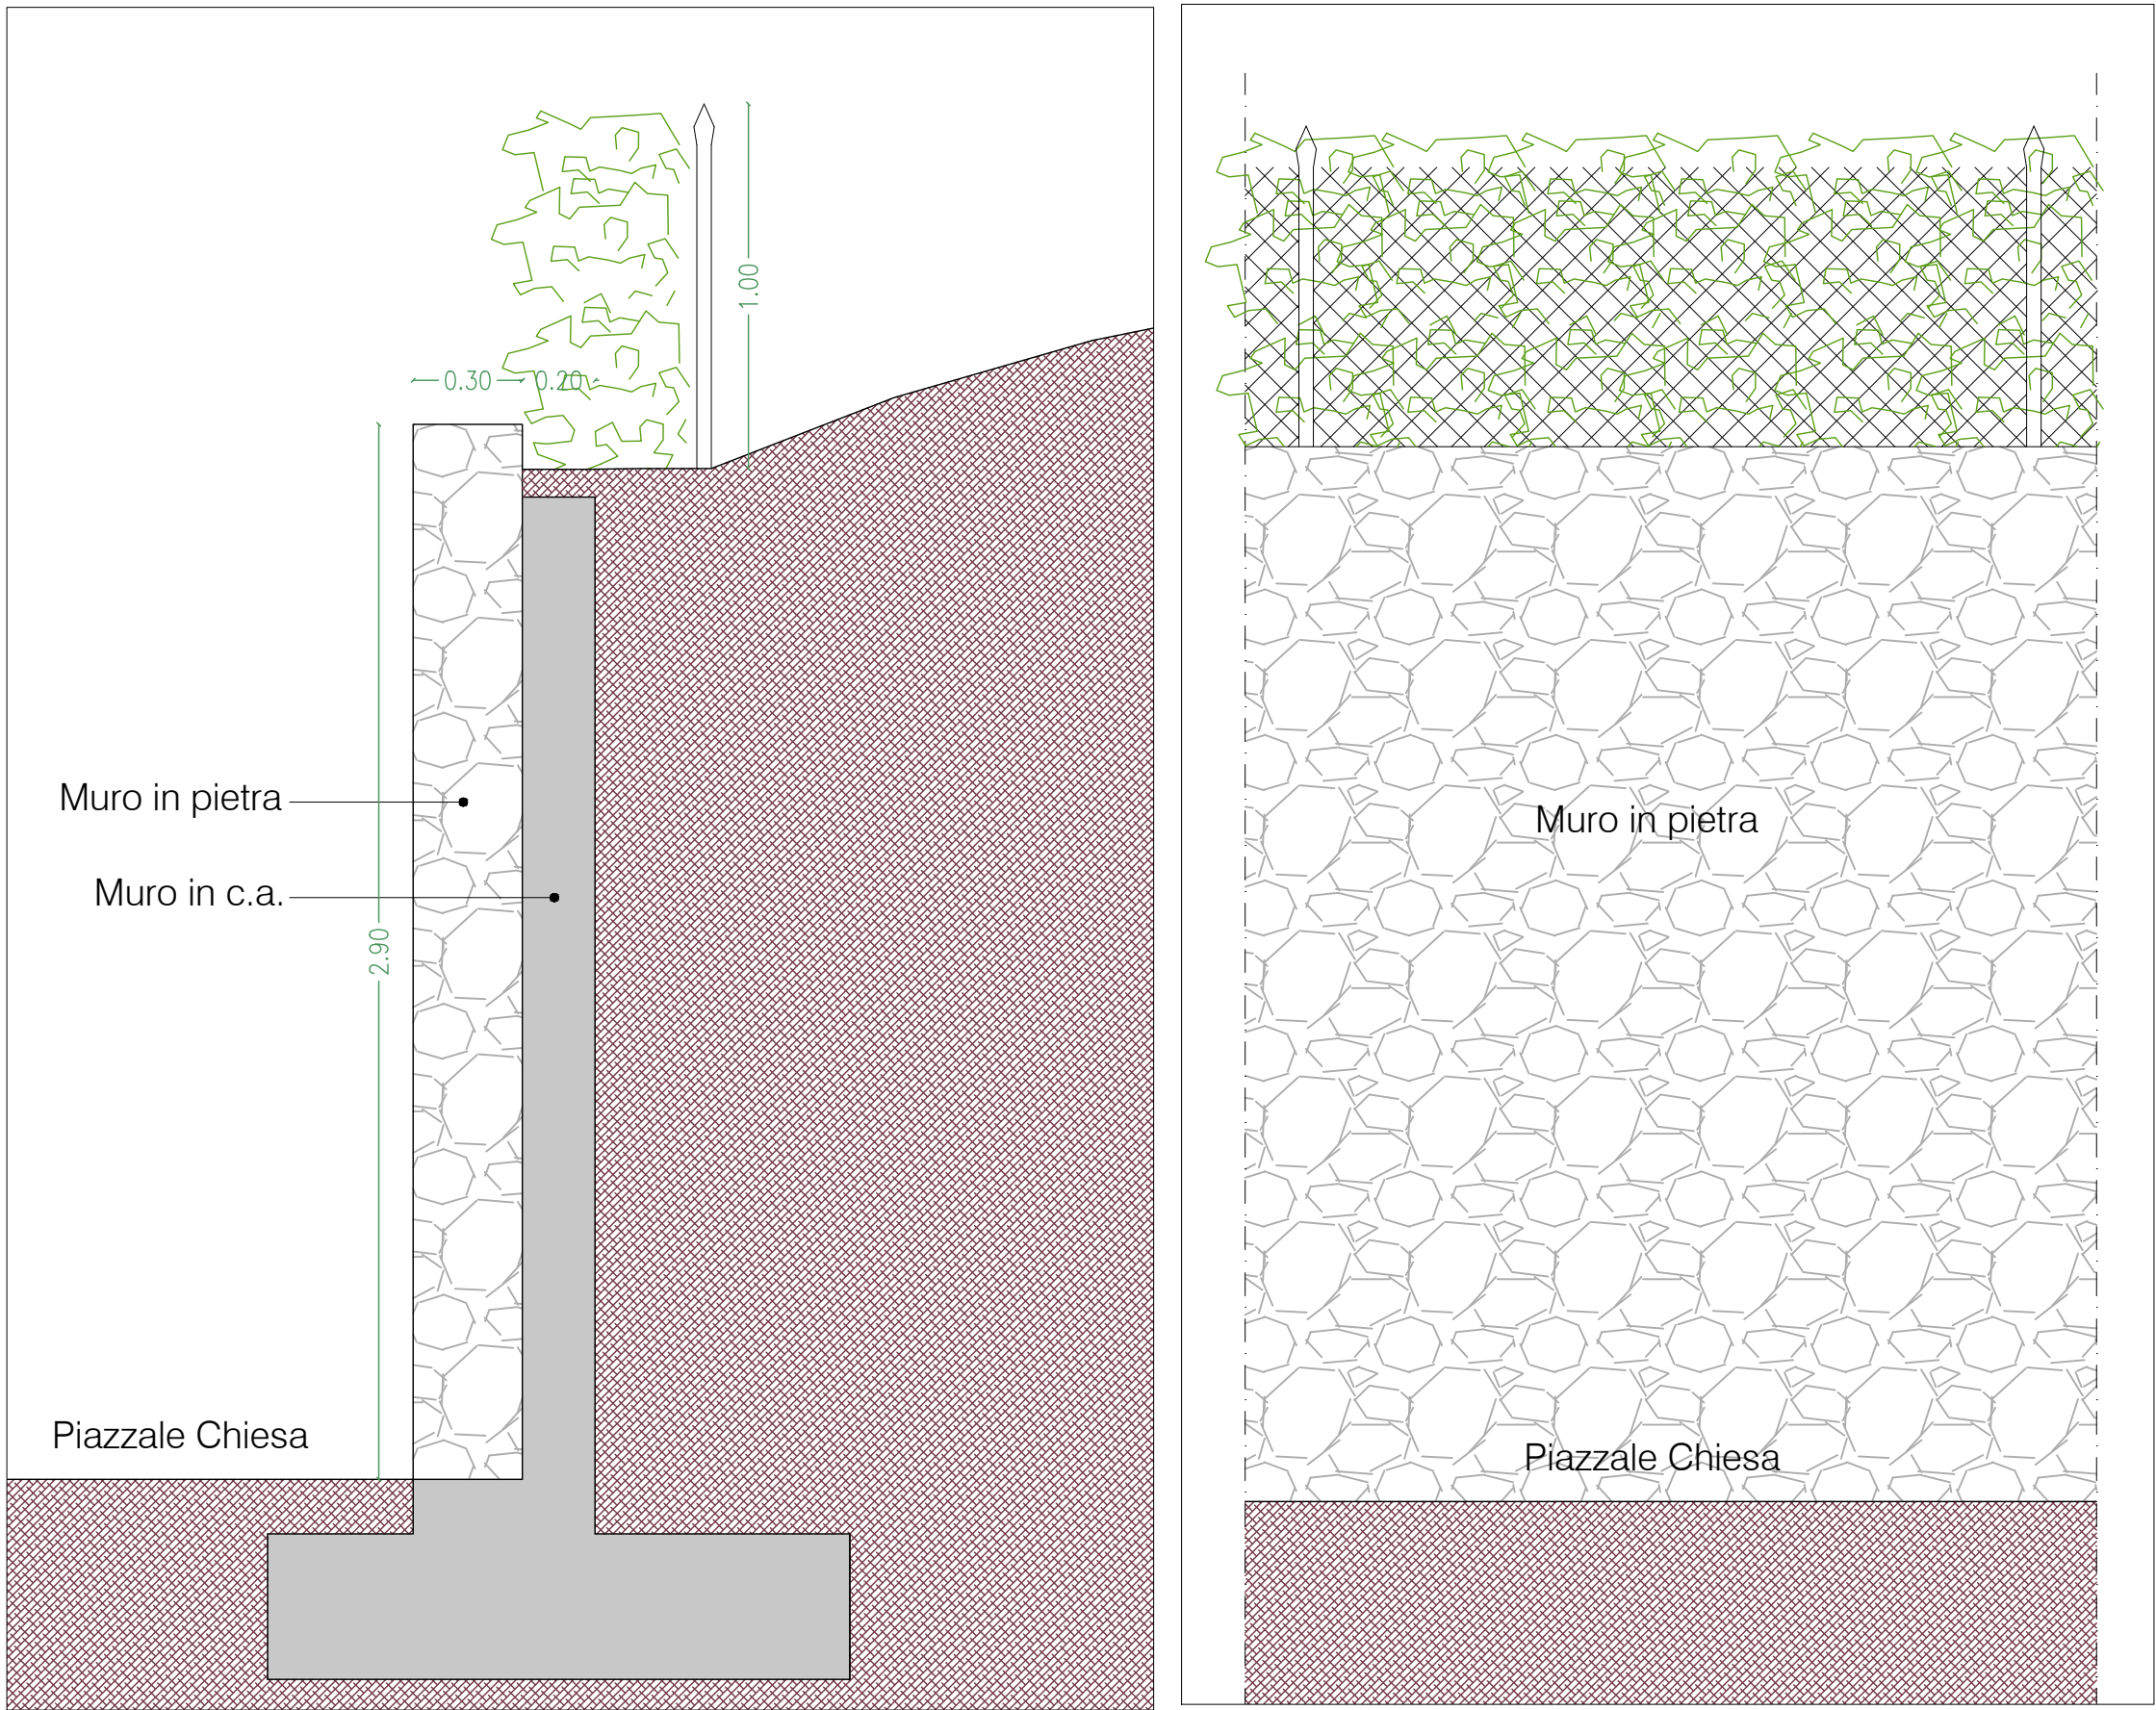 1.00
0.30
0.20
Muro in pietra
Muro in c.a.
2.90
Piazzale Chiesa
Muro in pietra
Piazzale Chiesa